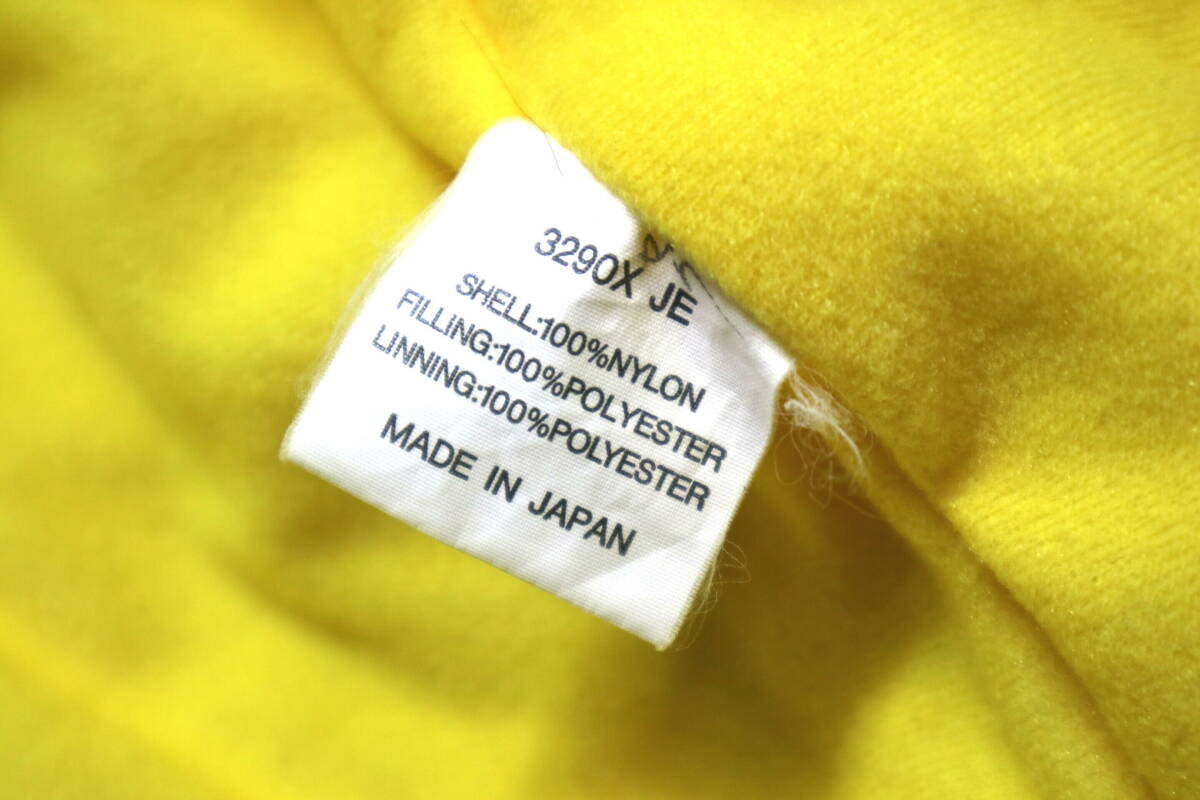 3290X JE
SHELL:100%NYLON
FILLING:100%POLYESTER
LINNING:100%POLYESTER
MADE IN JAPAN